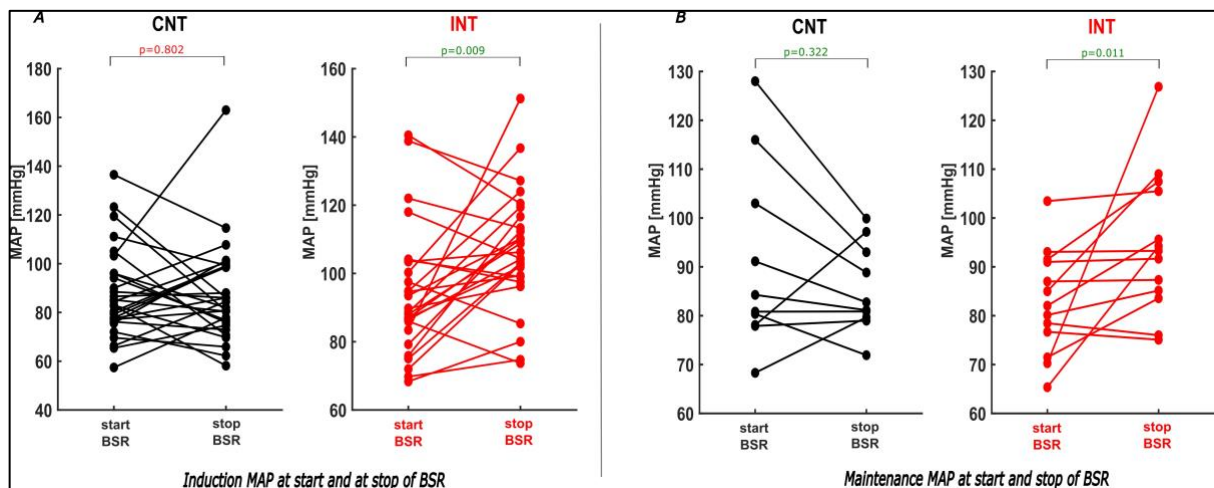 A
CNT
INT
B
CNT
INT
p=0.802
p=0.009
p=0.322
p=0.011
MAP [mmHg]
180
160
140
120
100
80
60
40
start
BSR
stop
BSR
MAP [mmHg]
160
140
120
100
80
60
start
BSR
stop
BSR
MAP [mmHg]
130
120
110
100
90
80
70
60
start
BSR
stop
BSR
MAP [mmHg]
130
120
110
100
90
80
70
60
start
BSR
stop
BSR
Induction MAP at start and at stop of BSR
Maintenance MAP at start and stop of BSR